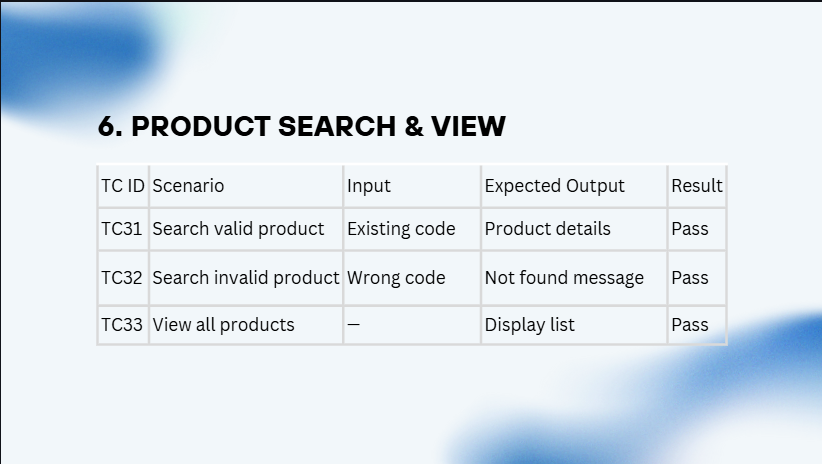 6. PRODUCT SEARCH & VIEW
TC ID Scenario Input Expected Output Result
TC31 Search valid product Existing code Product details Pass
TC32 Search invalid product Wrong code Not found message Pass
TC33 View all products — Display list Pass